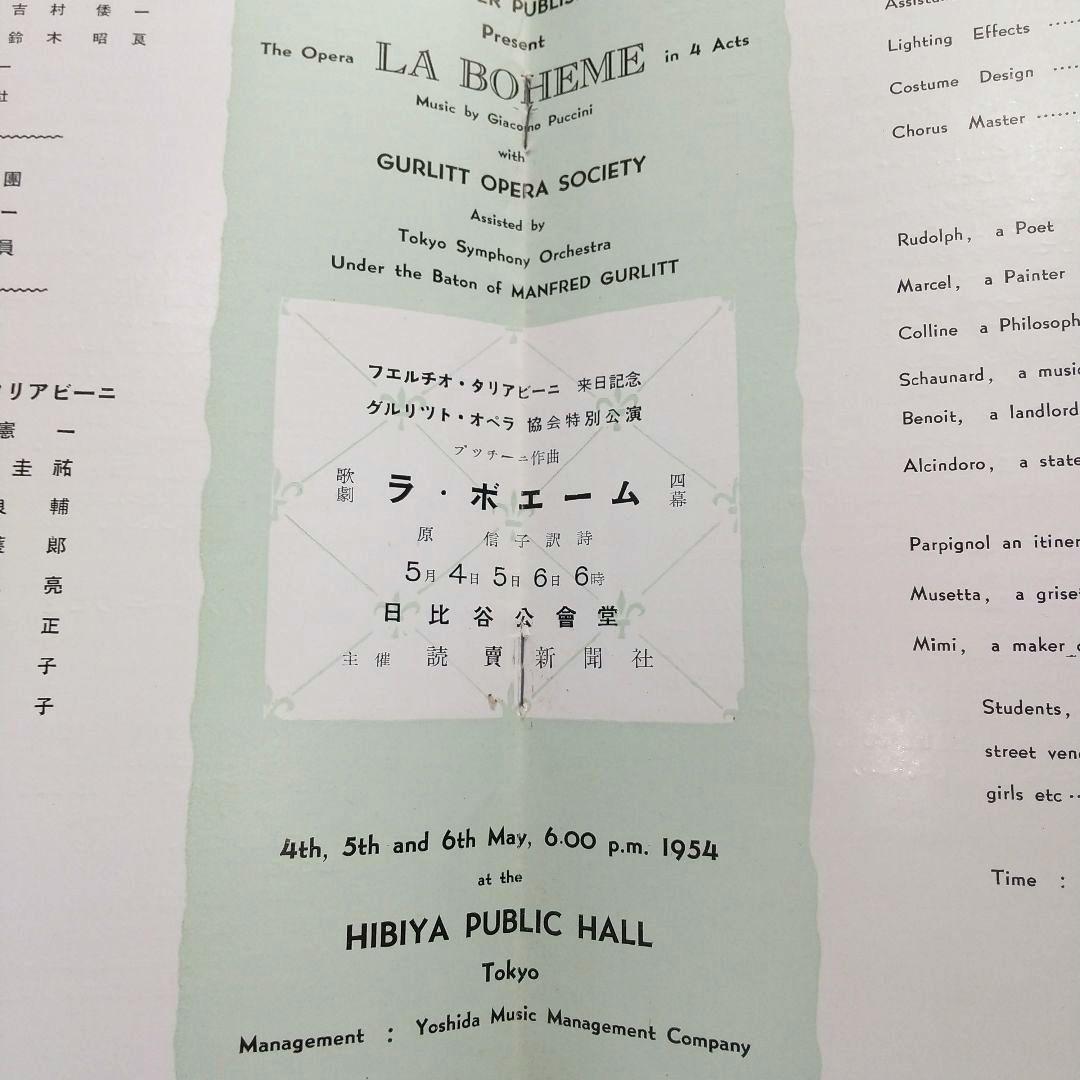 吉村倭一
鈴木昭良
ー
社
團
ー
員
リアビーニ
憲一
圭祐
輔
郎
亮
正
子
子
Present
The Opera LA BOHEME in 4 Acts
Music by Giacomo Puccini
with
GURLITT OPERA SOCIETY
Assisted by
Tokyo Symphony Orchestra
Under the Baton of MANFRED GURLITT
フエルチオ・タリアビーニ 来日記念
グルリツト・オペラ 協会特別公演
プツチーニ作曲
歌劇 ラ・ボエーム 四幕
原 信子訳詩
5月 4日 5日 6日 6時
日比谷公會堂
主催 読賣新聞社
4th, 5th and 6th May, 6.00 p.m. 1954
at the
HIBIYA PUBLIC HALL
Tokyo
Management : Yoshida Music Management Company
Lighting Effects ......
Costume Design ....
Chorus Master .......
Rudolph, a Poet
Marcel, a Painter
Colline a Philosoph
Schaunard, a music
Benoit, a landlord
Alcindoro, a state
Parpignol an itiner
Musetta, a grise
Mimi, a maker
Students,
street ven
girls etc ..
Time :